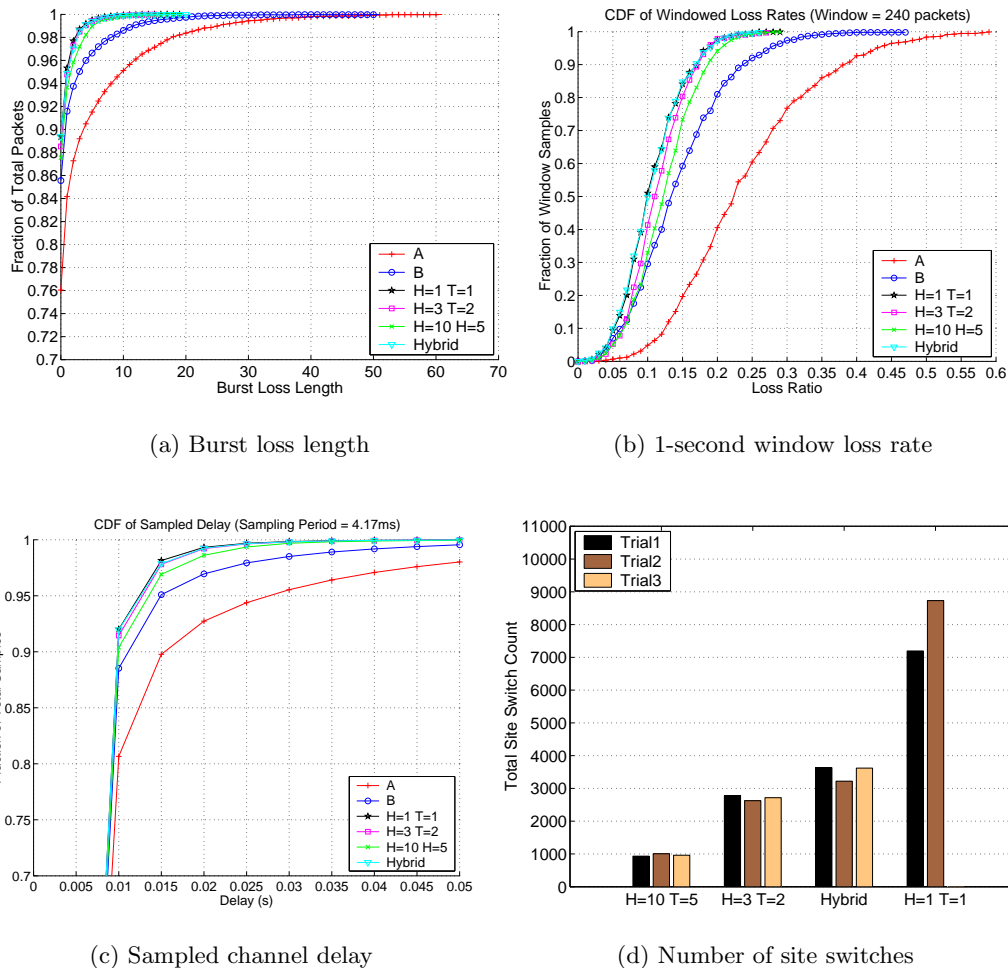 1
0.98
0.96
0.94
0.92
0.9
0.88
0.86
0.84
0.82
0.8
0.78
0.76
0.74
0.72
0.7
Fraction of Total Packets
0 10 20 30 40 50 60 70
Burst Loss Length
A
B
H=1 T=1
H=3 T=2
H=10 H=5
Hybrid
(a) Burst loss length
CDF of Windowed Loss Rates (Window = 240 packets)
1
0.9
0.8
0.7
0.6
0.5
0.4
0.3
0.2
0.1
0
Fraction of Window Samples
0 0.05 0.1 0.15 0.2 0.25 0.3 0.35 0.4 0.45 0.5 0.55 0.6
Loss Ratio
A
B
H=1 T=1
H=3 T=2
H=10 H=5
Hybrid
(b) 1-second window loss rate
CDF of Sampled Delay (Sampling Period = 4.17ms)
1
0.95
0.9
0.85
0.8
0.75
0.7
0 0.005 0.01 0.015 0.02 0.025 0.03 0.035 0.04 0.045 0.05
Delay (s)
A
B
H=1 T=1
H=3 T=2
H=10 H=5
Hybrid
(c) Sampled channel delay
11000
10000
9000
8000
7000
6000
5000
4000
3000
2000
1000
0
Total Site Switch Count
Trial1
Trial2
Trial3
H=10 T=5 H=3 T=2 Hybrid H=1 T=1
(d) Number of site switches